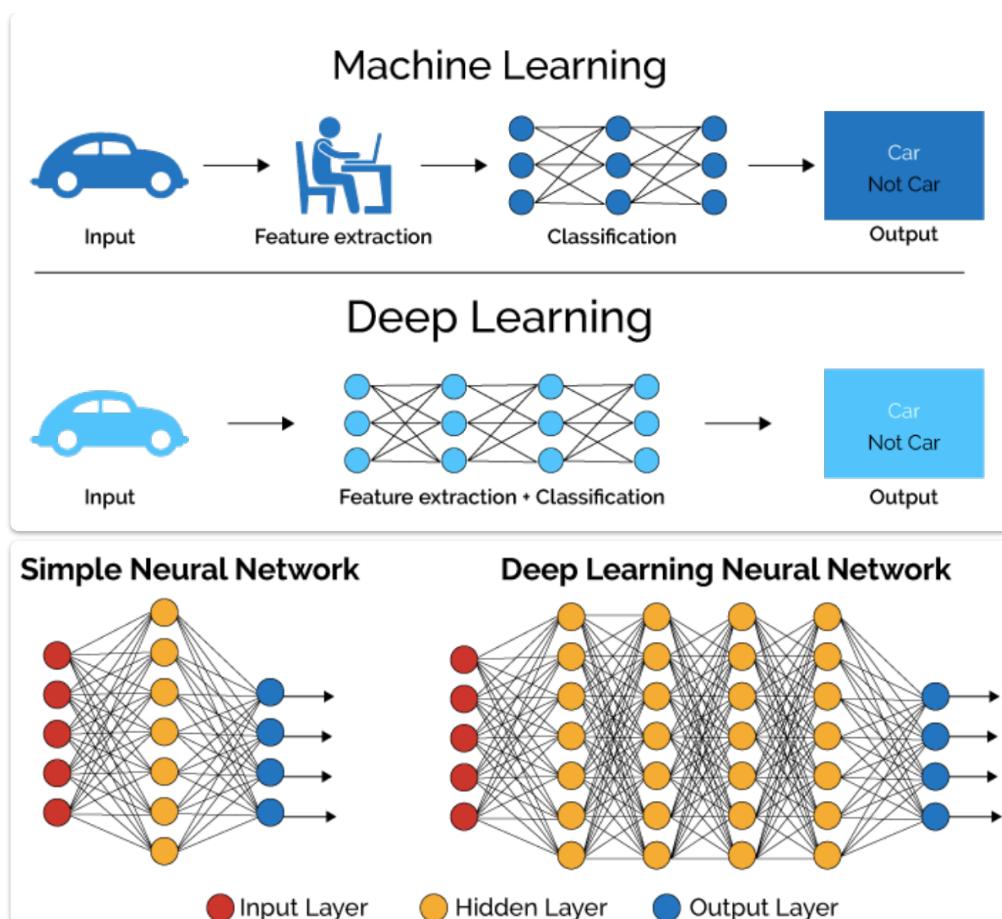 Machine Learning
Car
Not Car
Input
Feature extraction
Classification
Output
Deep Learning
Car
Not Car
Input
Feature extraction + Classification
Output
Simple Neural Network
Deep Learning Neural Network
Input Layer
Hidden Layer
Output Layer